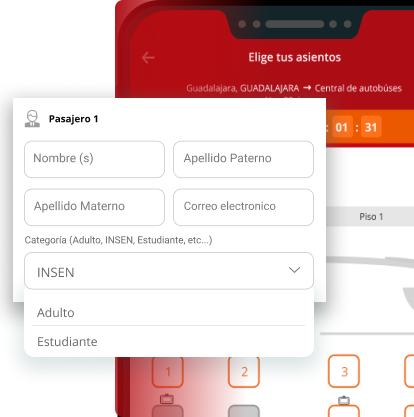 Elige tus asientos
Guadalajara, GUADALAJARA → Central de autobúses
: 01 : 31
Pasajero 1
Nombre (s)
Apellido Paterno
Apellido Materno
Correo electronico
Categoría (Adulto, INSEN, Estudiante, etc...)
INSEN
Adulto
Estudiante
Piso 1
1
2
3